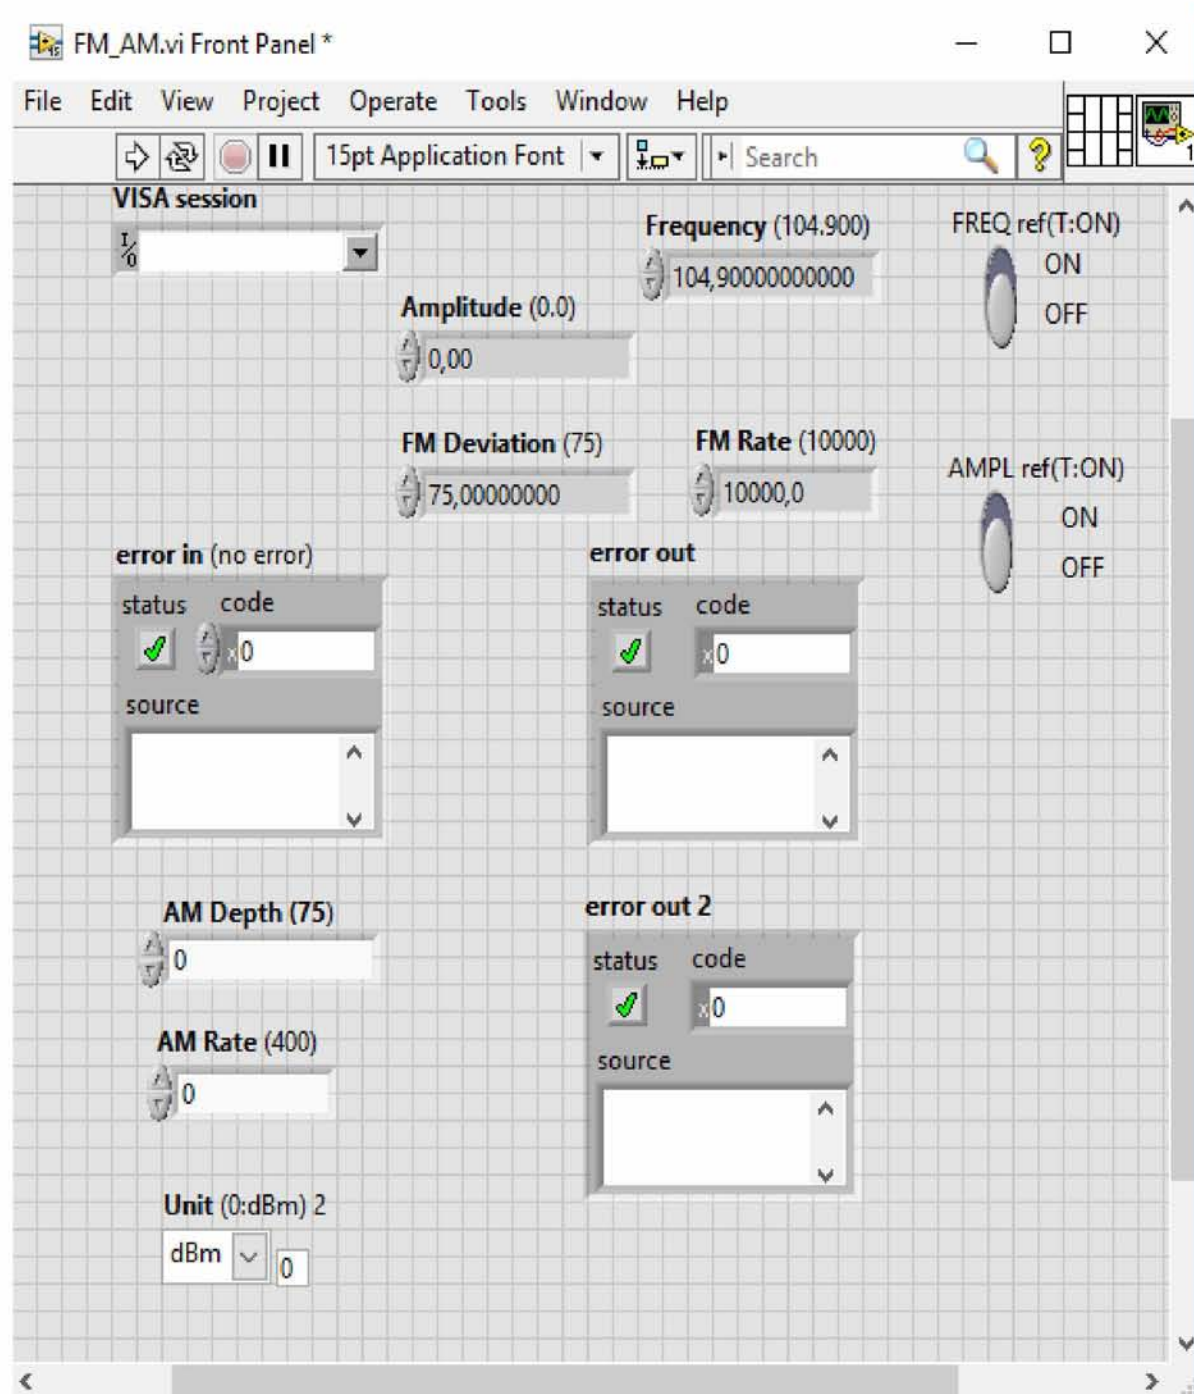 FM_AM.vi Front Panel *
File Edit View Project Operate Tools Window Help
15pt Application Font Search
VISA session
Frequency (104.900)
104,90000000000
FREQ ref(T:ON)
ON
OFF
Amplitude (0.0)
0,00
FM Deviation (75)
75,00000000
FM Rate (10000)
10000,0
AMPL ref(T:ON)
ON
OFF
error in (no error)
status code
x0
source
error out
status code
x0
source
AM Depth (75)
0
AM Rate (400)
0
Unit (0:dBm) 2
dBm 0
error out 2
status code
x0
source